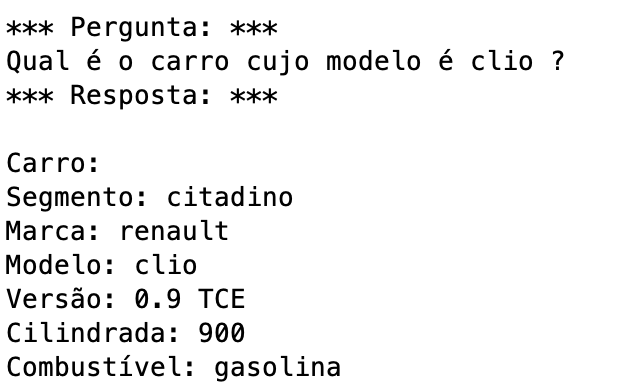 *** Pergunta: ***
Qual é o carro cujo modelo é clio ?
*** Resposta: ***

Carro:
Segmento: citadino
Marca: renault
Modelo: clio
Versão: 0.9 TCE
Cilindrada: 900
Combustível: gasolina